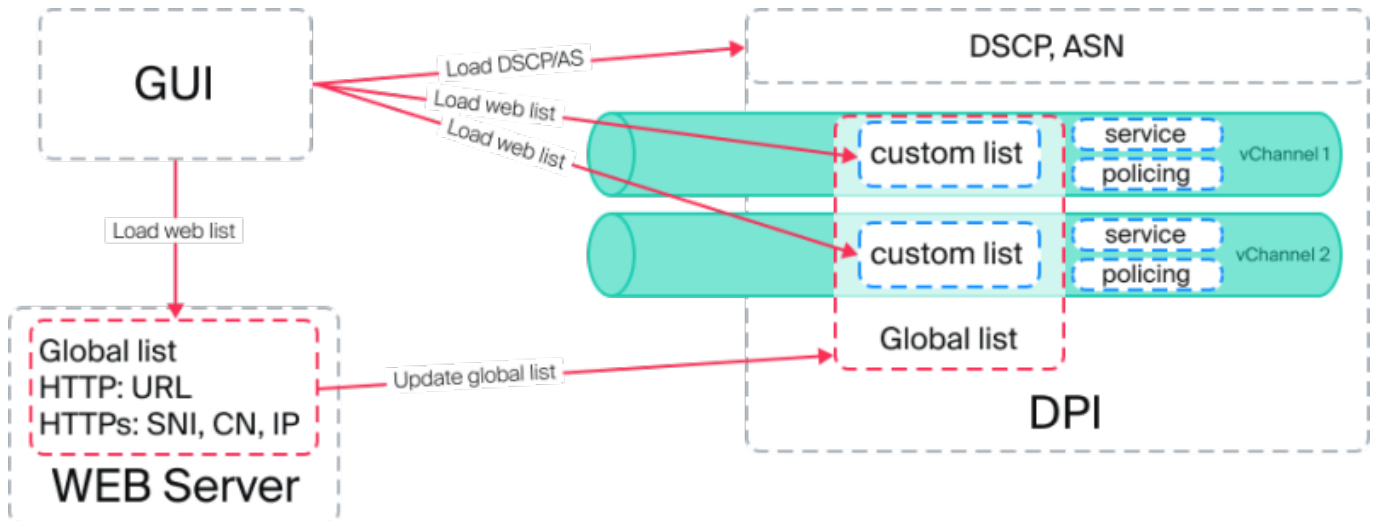 GUI
Load DSCP/AS
Load web list
Load web list
Load web list
DSCP, ASN
custom list
service
policing
vChannel 1
custom list
service
policing
vChannel 2
Global list
DPI
Update global list
Global list
HTTP: URL
HTTPs: SNI, CN, IP
WEB Server